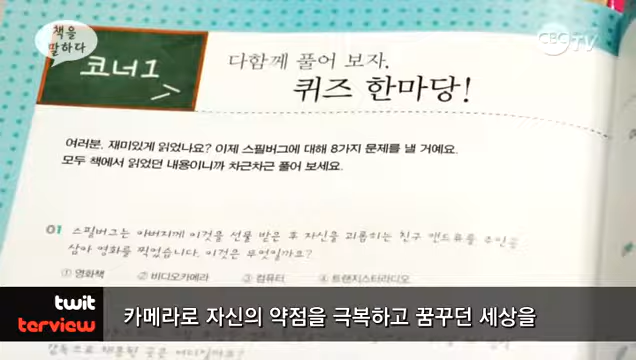 책을
말하다
CEO TV
코너1
다함께 풀어 보자.
퀴즈 한마당!
여러분, 재미있게 읽었나요? 이제 스필버그에 대해 8가지 문제를 낼 거예요.
모두 책에서 읽었던 내용이니까 차근차근 풀어 보세요.
01 스필버그는 아버지께 이것을 선물 받은 후 자신을 괴롭히는 친구 앤드류를 주인공
삼아 영화를 찍었습니다. 이것은 무엇일까요?
① 영화책 ② 비디오카메라 ③ 컴퓨터 ④ 트랜지스터라디오
twit
terview
카메라로 자신의 약점을 극복하고 꿈꾸던 세상을